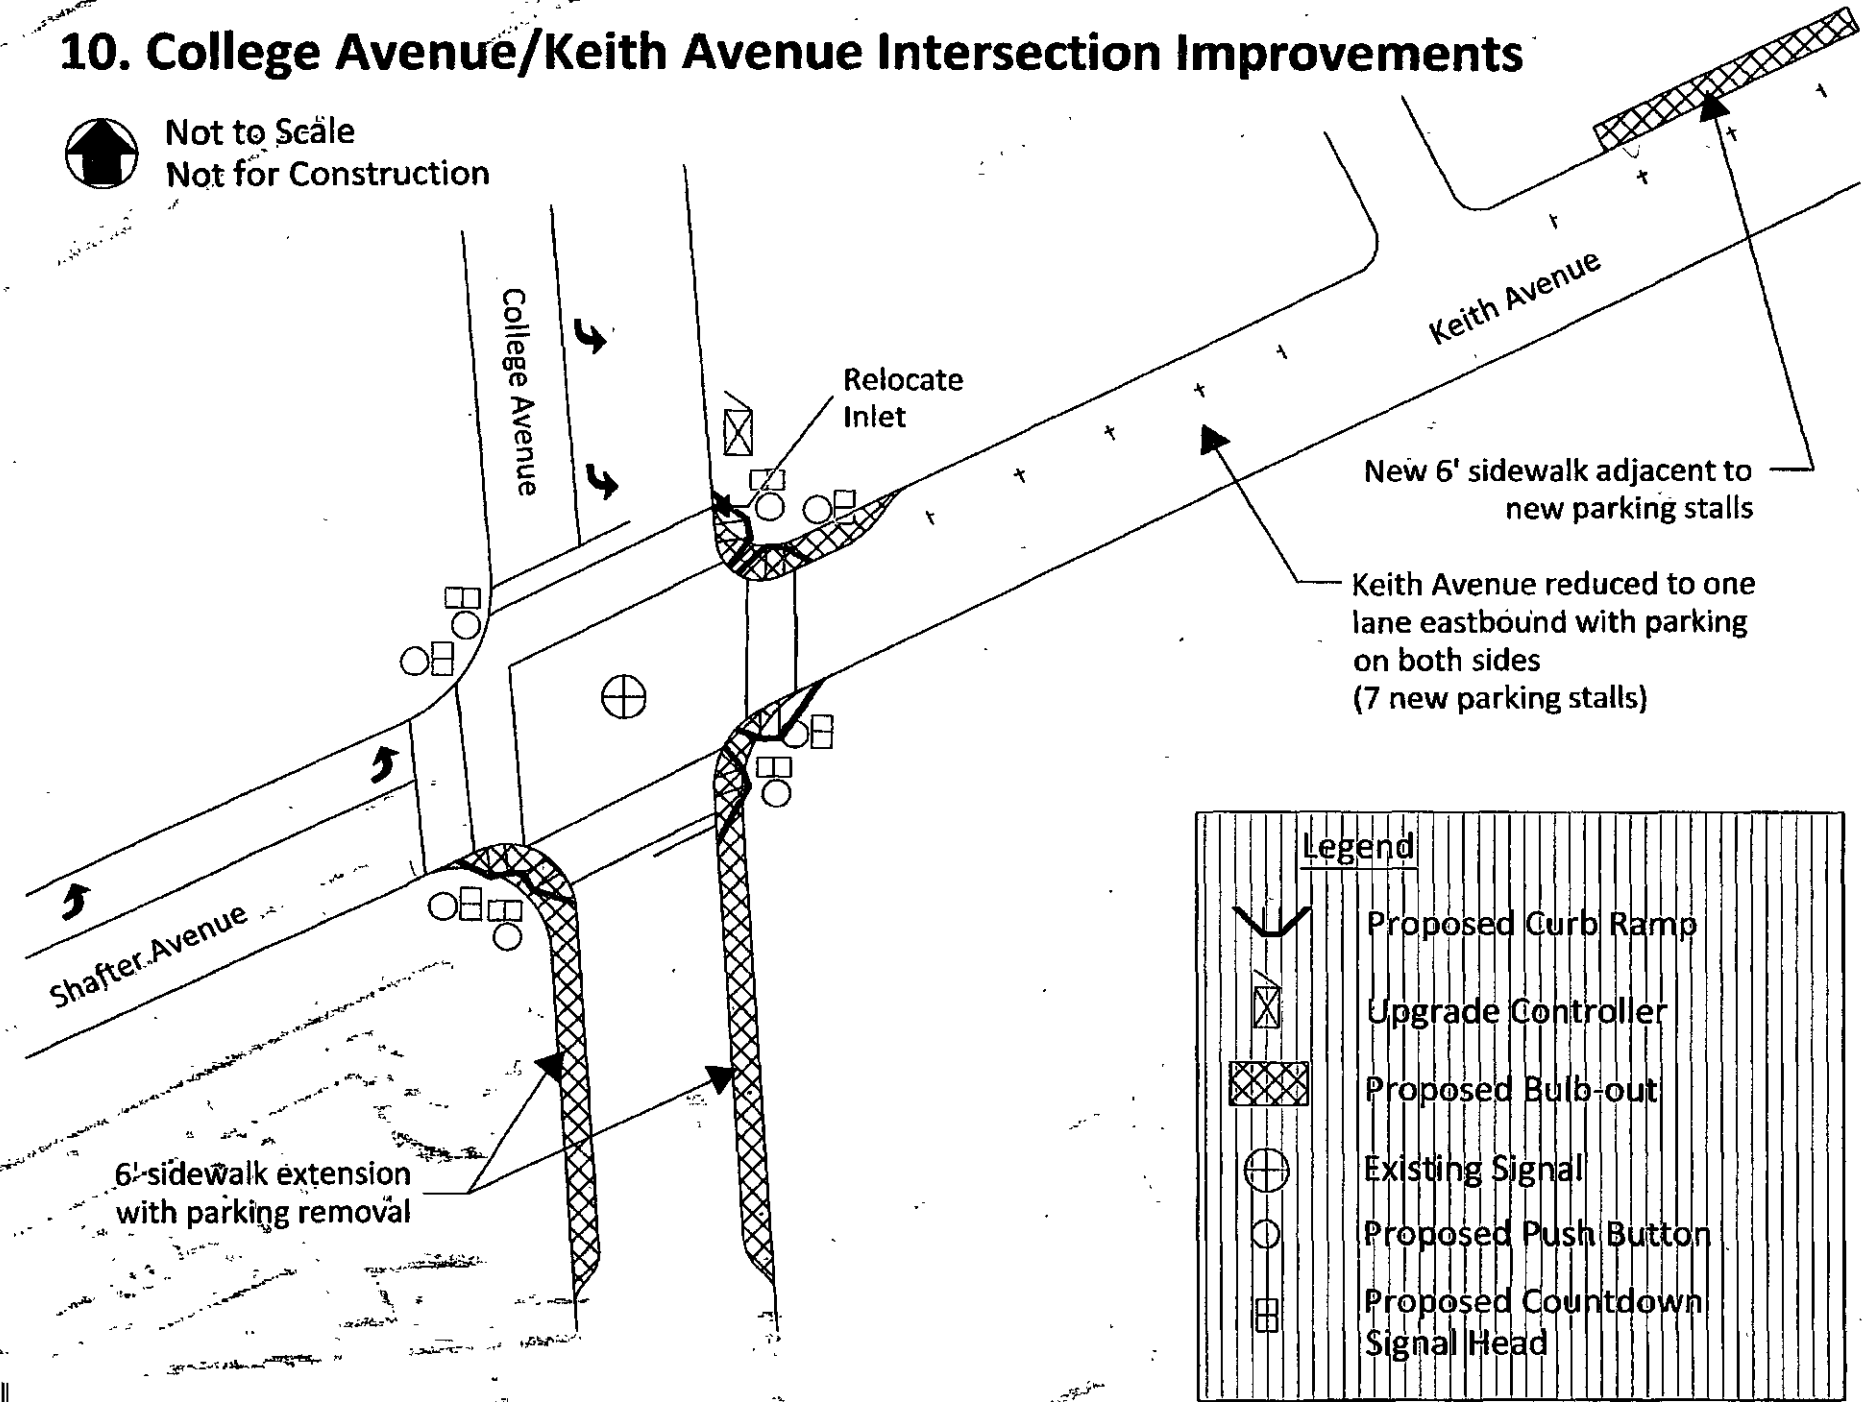 10. College Avenue/Keith Avenue Intersection Improvements
Not to Scale
Not for Construction
College Avenue
Relocate
Inlet
Keith Avenue
New 6' sidewalk adjacent to
new parking stalls
Keith Avenue reduced to one
lane eastbound with parking
on both sides
(7 new parking stalls)
Shafter Avenue
6' sidewalk extension
with parking removal
Legend
Proposed Curb Ramp
Upgrade Controller
Proposed Bulb-out
Existing Signal
Proposed Push Button
Proposed Countdown
Signal Head